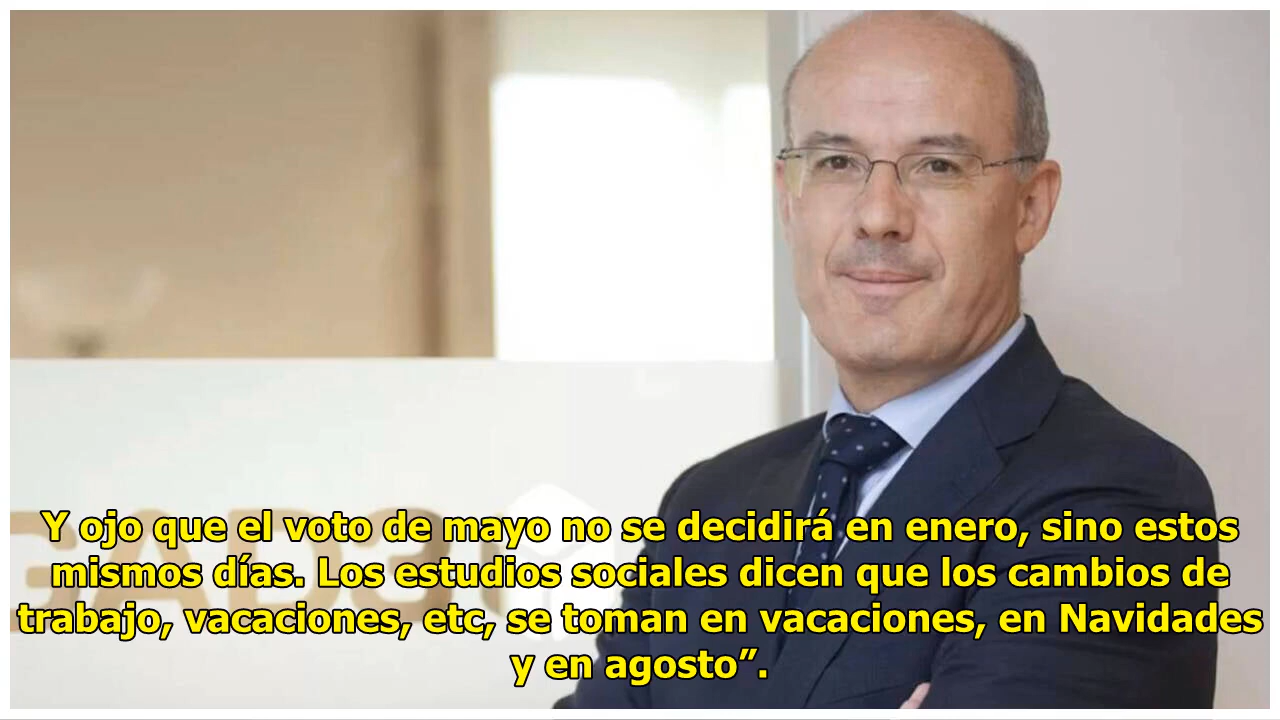 GAD3
Y ojo que el voto de mayo no se decidirá en enero, sino estos
mismos días. Los estudios sociales dicen que los cambios de
trabajo, vacaciones, etc, se toman en vacaciones, en Navidades
y en agosto”.